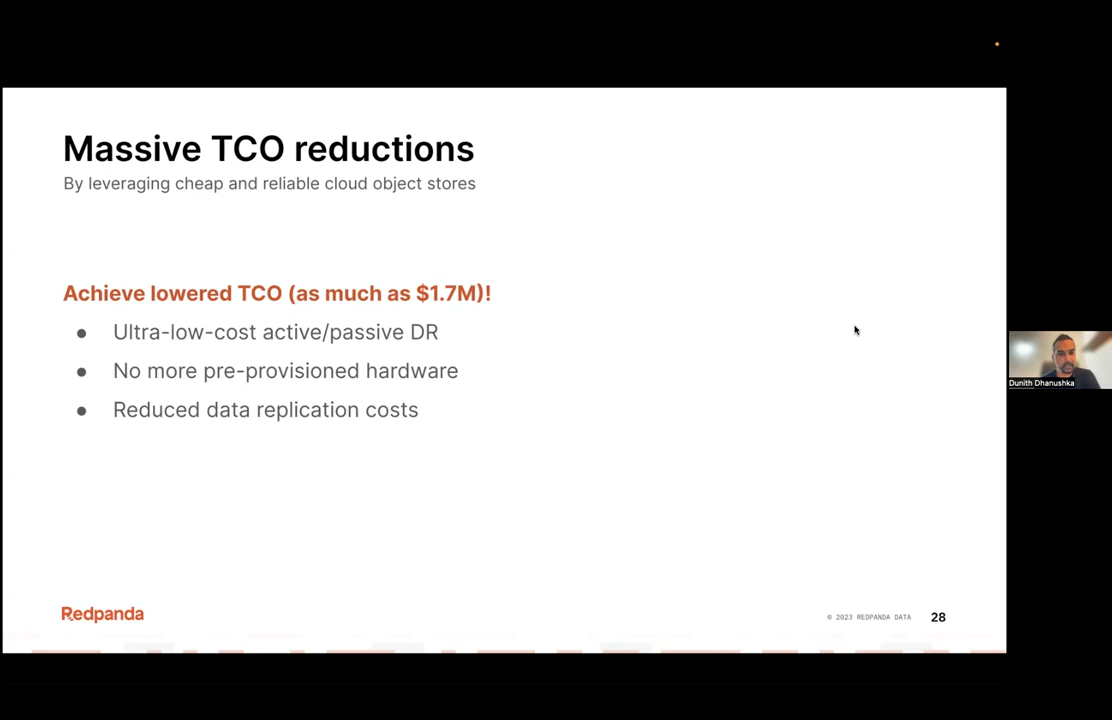 Massive TCO reductions
By leveraging cheap and reliable cloud object stores
Achieve lowered TCO (as much as $1.7M)!
● Ultra-low-cost active/passive DR
● No more pre-provisioned hardware
● Reduced data replication costs
Dunith Dhanushka
Redpanda
© 2023 REDPANDA DATA 28